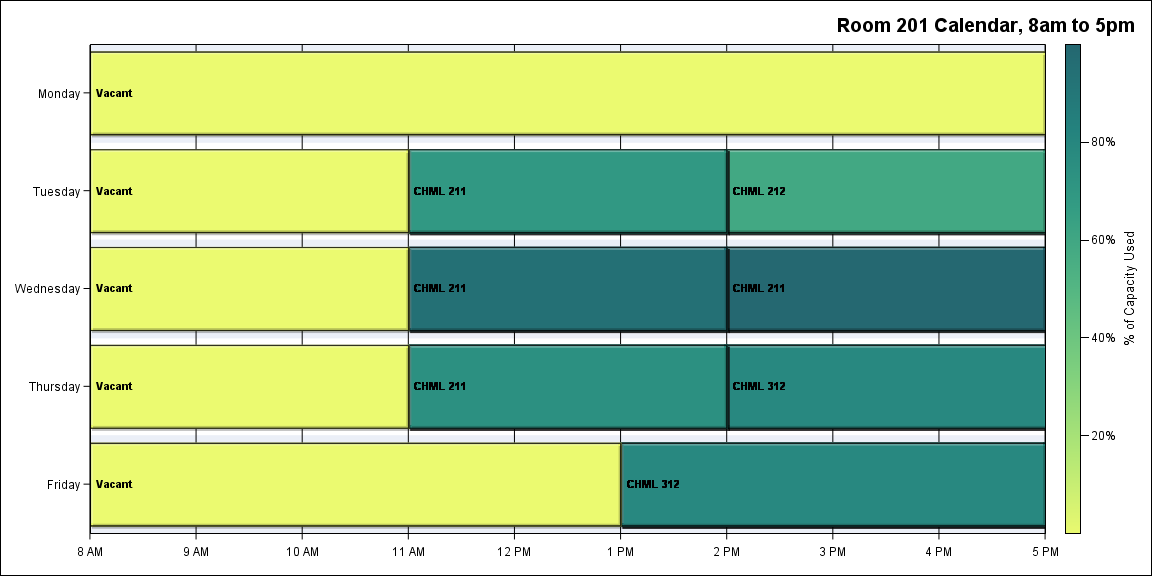 Room 201 Calendar, 8am to 5pm
Monday
Vacant
Tuesday
Vacant
CHML 211
CHML 212
Wednesday
Vacant
CHML 211
CHML 211
Thursday
Vacant
CHML 211
CHML 312
Friday
Vacant
CHML 312
8 AM
9 AM
10 AM
11 AM
12 PM
1 PM
2 PM
3 PM
4 PM
5 PM
80%
60%
40%
20%
% of Capacity Used